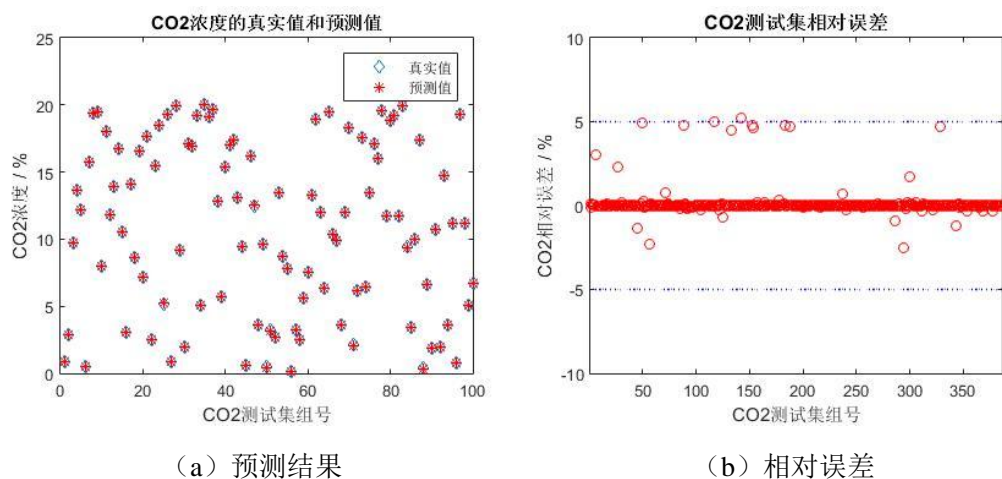 CO2浓度的真实值和预测值
25
20
15
10
5
0
0
20
40
60
80
100
CO2浓度 / %
CO2测试集组号
真实值
预测值
（a）预测结果
CO2测试集相对误差
10
5
0
-5
-10
50
100
150
200
250
300
350
CO2相对误差 / %
CO2测试集组号
（b）相对误差